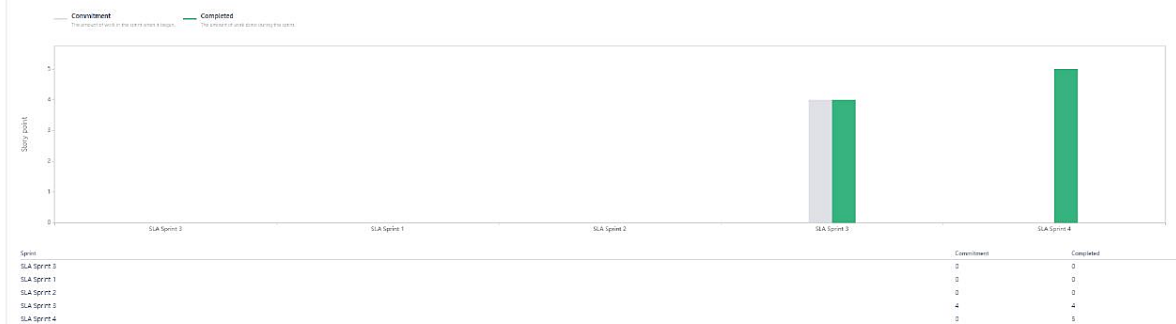 Commitment
The amount of work in the sprint when it began.
Completed
The amount of work done during the sprint.
5
4
3
2
1
0
Story point
SLA Sprint 3
SLA Sprint 1
SLA Sprint 2
SLA Sprint 3
SLA Sprint 4
Sprint Commitment Completed
SLA Sprint 3 0 0
SLA Sprint 1 0 0
SLA Sprint 2 0 0
SLA Sprint 3 4 4
SLA Sprint 4 0 5